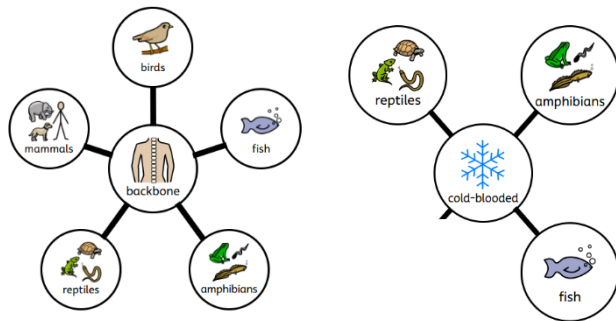 birds
mammals
fish
backbone
reptiles
amphibians
reptiles
amphibians
cold-blooded
fish